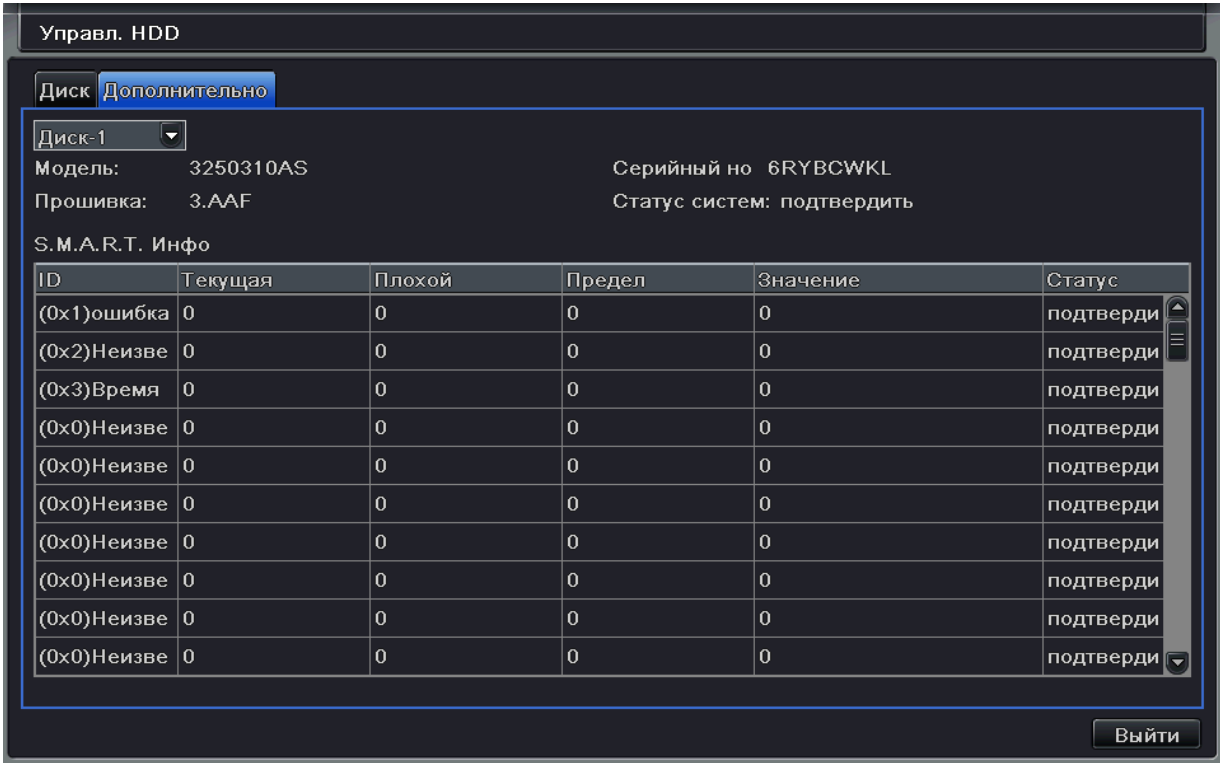 Управл. HDD
Диск Дополнительно
Диск-1
Модель: 3250310AS Серийный но 6RYBCWKL
Прошивка: 3.AAF Статус систем: подтвердить
S.M.A.R.T. Инфо
ID Текущая Плохой Предел Значение Статус
(0x1)ошибка 0 0 0 0 подтверди
(0x2)Неизве 0 0 0 0 подтверди
(0x3)Время 0 0 0 0 подтверди
(0x0)Неизве 0 0 0 0 подтверди
(0x0)Неизве 0 0 0 0 подтверди
(0x0)Неизве 0 0 0 0 подтверди
(0x0)Неизве 0 0 0 0 подтверди
(0x0)Неизве 0 0 0 0 подтверди
(0x0)Неизве 0 0 0 0 подтверди
(0x0)Неизве 0 0 0 0 подтверди
Выйти